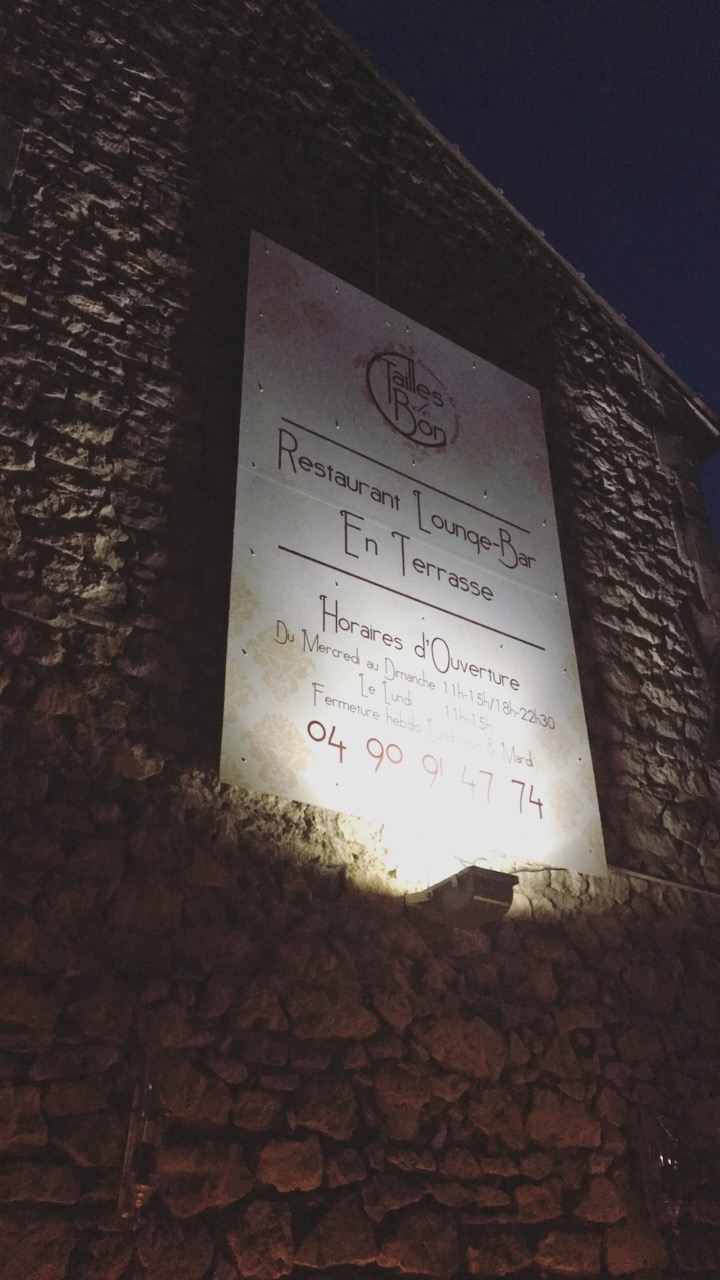 Tailles
de
Bon
Restaurant Lounge-Bar
En Terrasse
Horaires d'Ouverture
Du Mercredi au Dimanche 11h-15h/18h-22h30
Le Lundi 11h-15h
Fermeture hebdo Lundi soir & Mardi
04 90 91 47 74